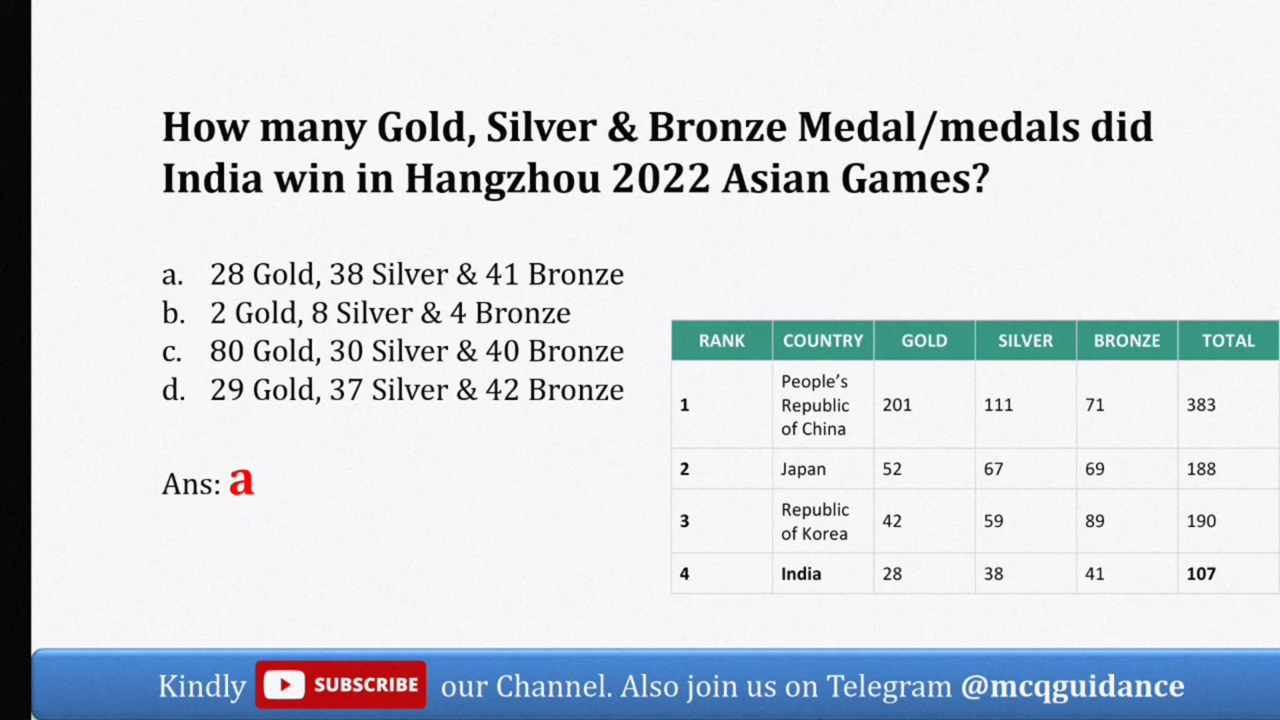 How many Gold, Silver & Bronze Medal/medals did
India win in Hangzhou 2022 Asian Games?
a. 28 Gold, 38 Silver & 41 Bronze
b. 2 Gold, 8 Silver & 4 Bronze
c. 80 Gold, 30 Silver & 40 Bronze
d. 29 Gold, 37 Silver & 42 Bronze
Ans: a
RANK COUNTRY GOLD SILVER BRONZE TOTAL
1 People’s Republic of China 201 111 71 383
2 Japan 52 67 69 188
3 Republic of Korea 42 59 89 190
4 India 28 38 41 107
Kindly SUBSCRIBE our Channel. Also join us on Telegram @mcqguidance